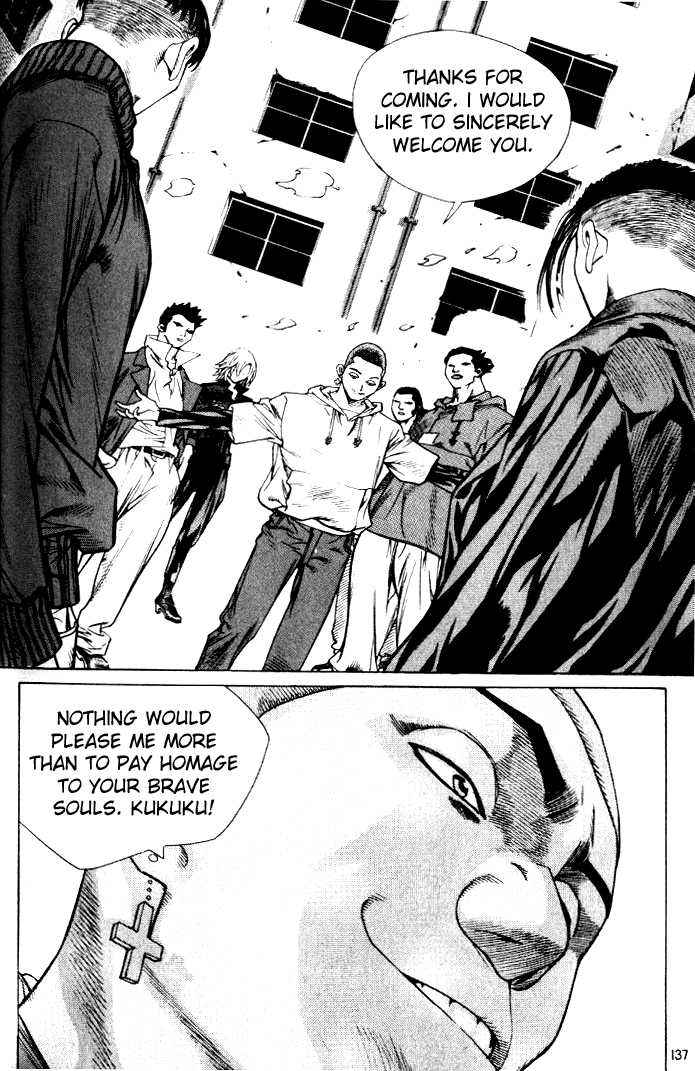 THANKS FOR
COMING. I WOULD
LIKE TO SINCERELY
WELCOME YOU.
NOTHING WOULD
PLEASE ME MORE
THAN TO PAY HOMAGE
TO YOUR BRAVE
SOULS. KUKUKU!
137